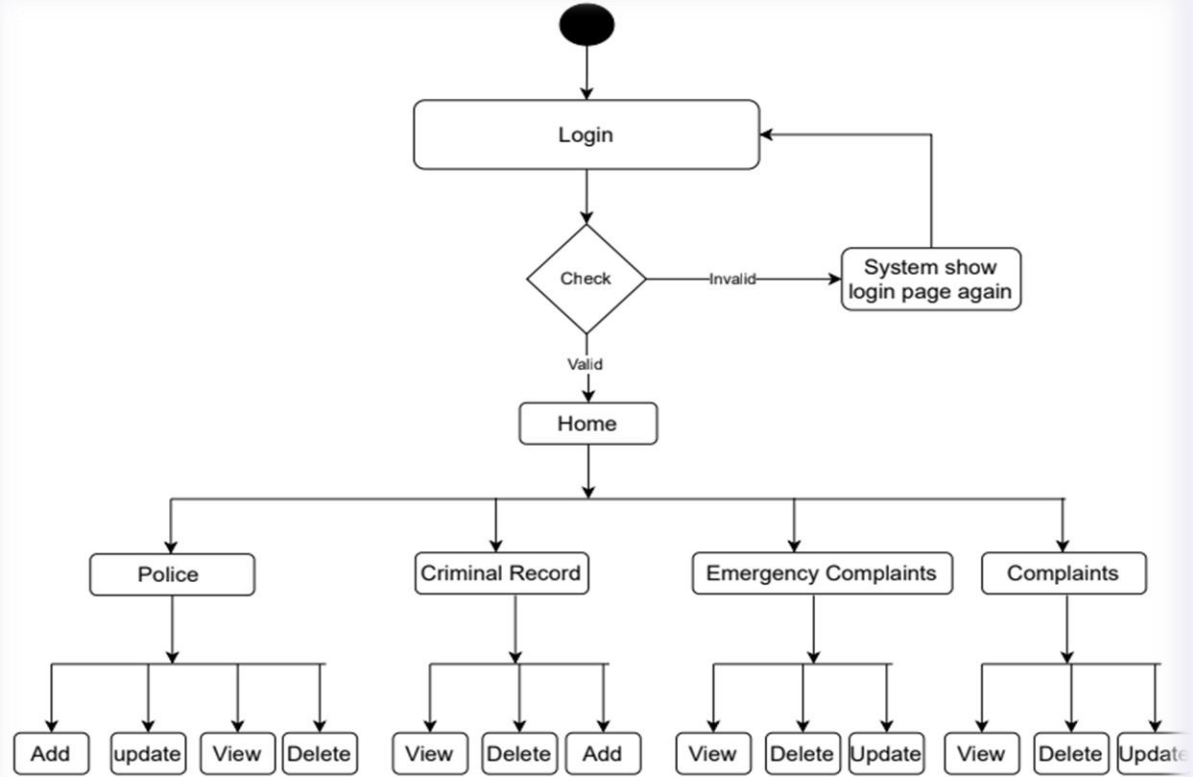 Login
Check
Invalid
System show
login page again
Valid
Home
Police
Criminal Record
Emergency Complaints
Complaints
Add
update
View
Delete
View
Delete
Add
View
Delete
Update
View
Delete
Update